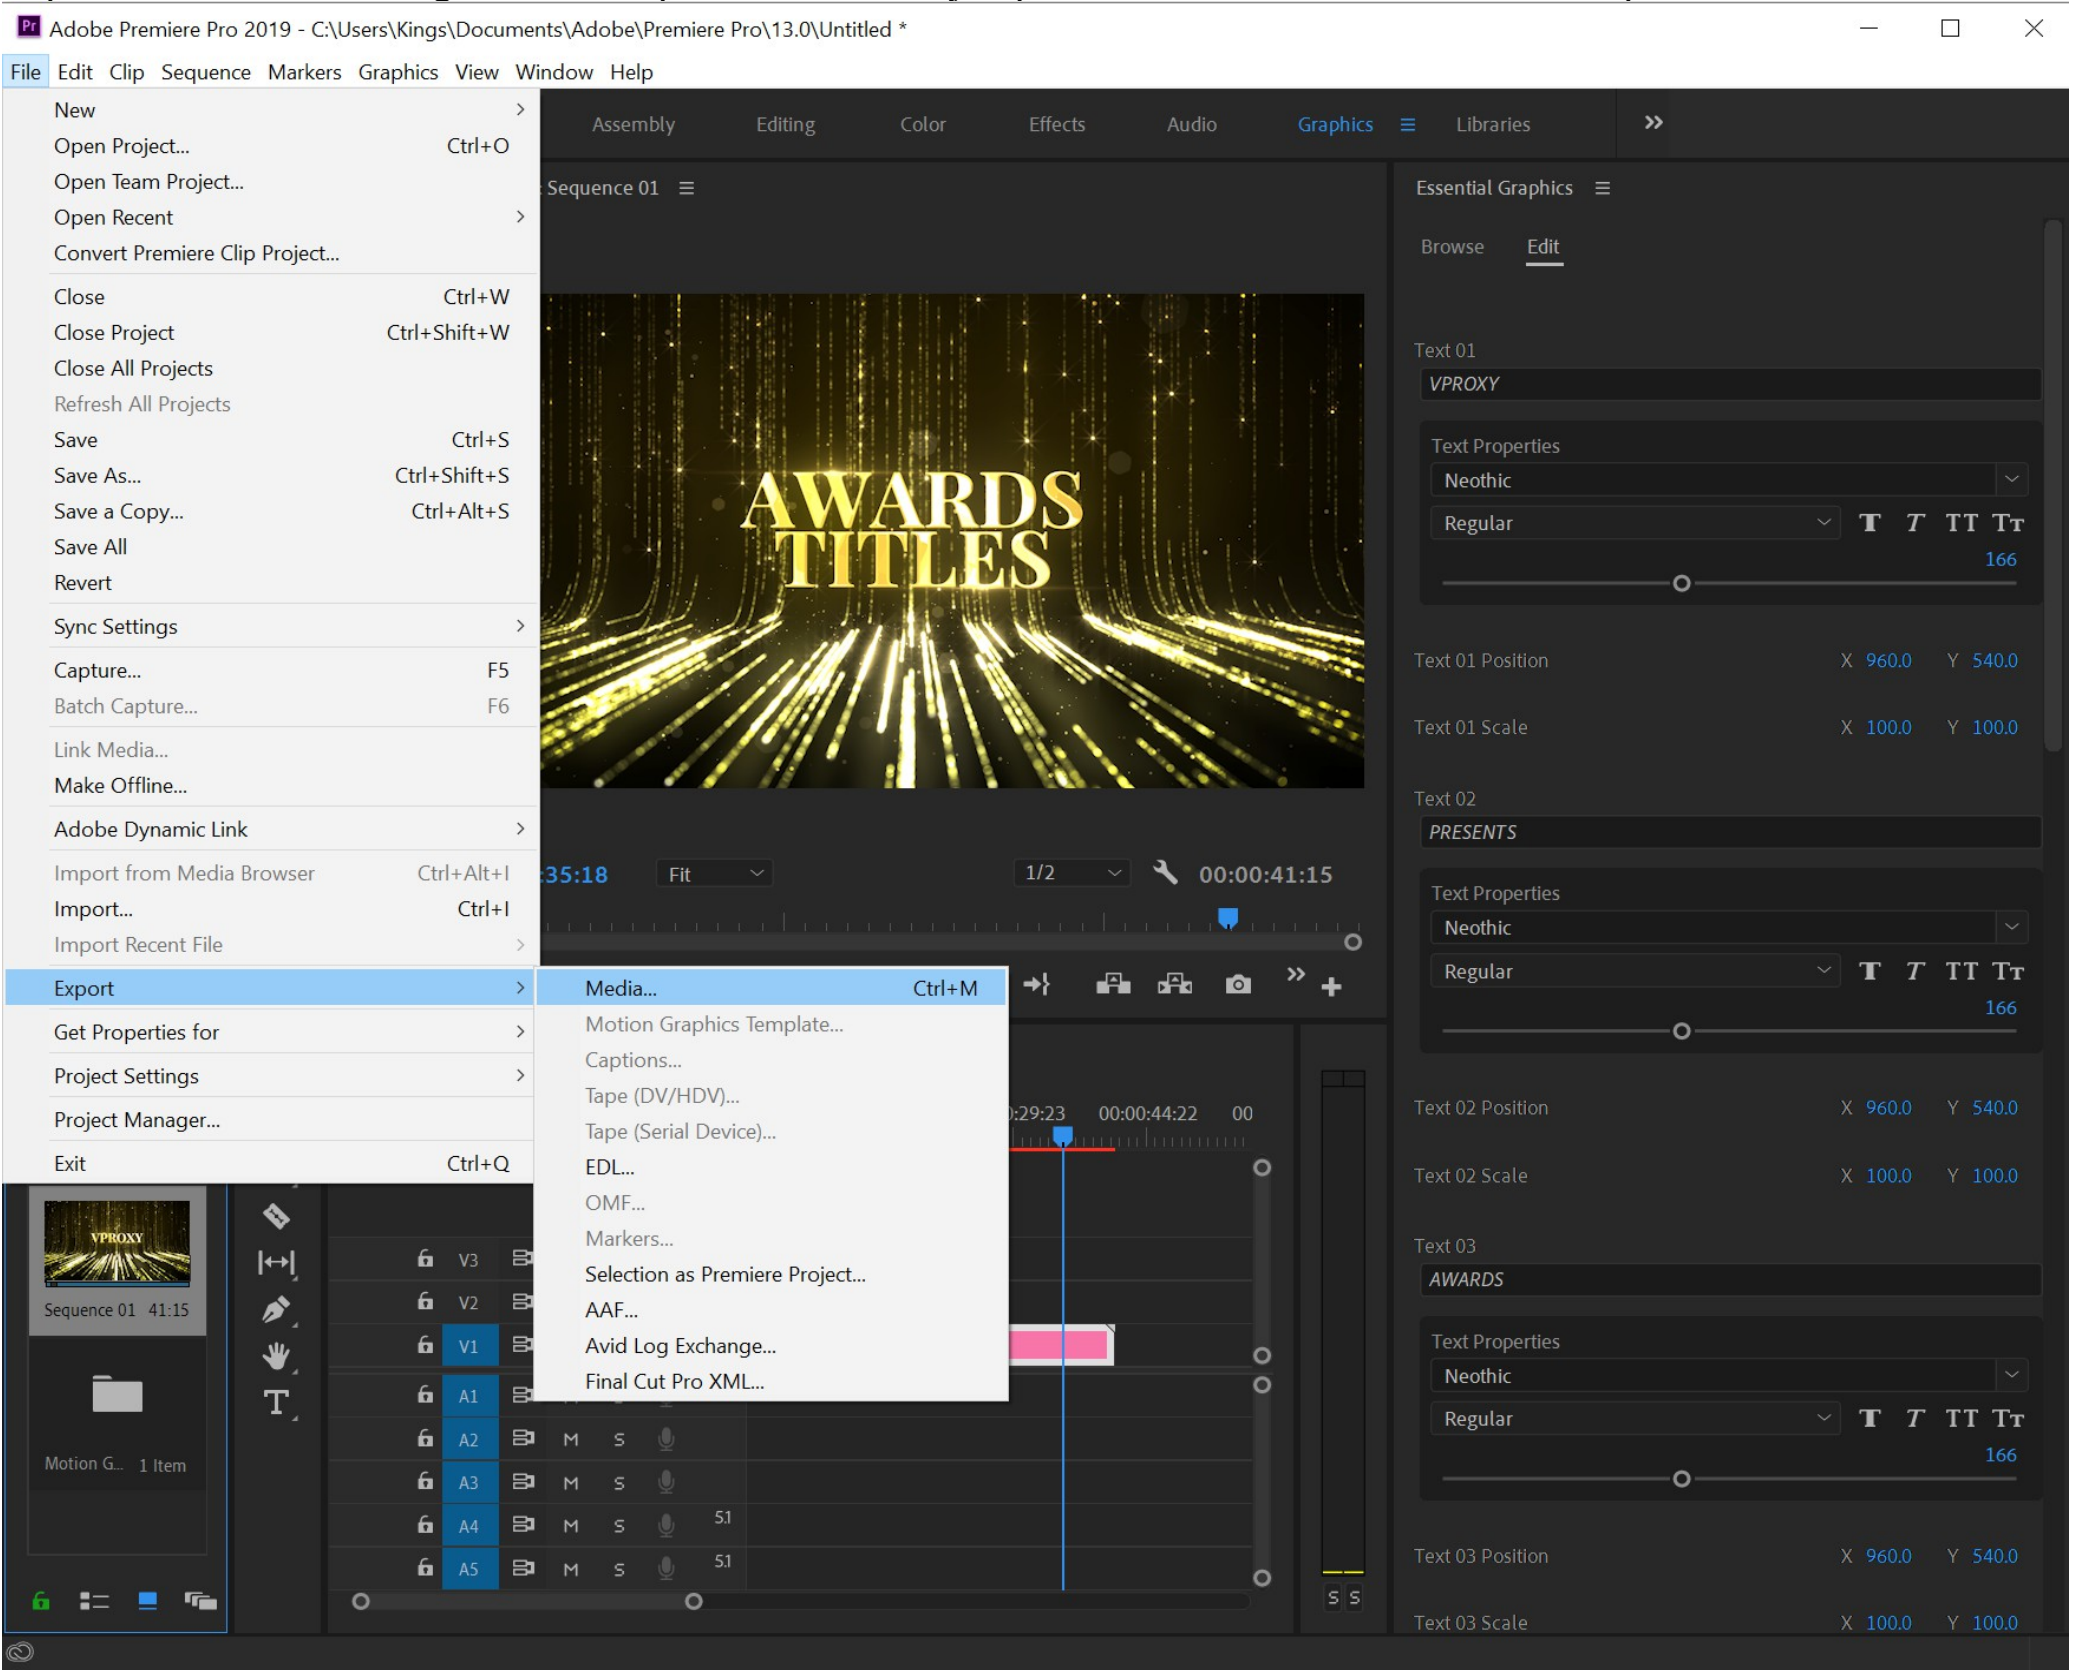 Pr Adobe Premiere Pro 2019 - C:\Users\Kings\Documents\Adobe\Premiere Pro\13.0\Untitled *
File Edit Clip Sequence Markers Graphics View Window Help
New
Open Project... Ctrl+O
Open Team Project...
Open Recent
Convert Premiere Clip Project...
Close Ctrl+W
Close Project Ctrl+Shift+W
Close All Projects
Refresh All Projects
Save Ctrl+S
Save As... Ctrl+Shift+S
Save a Copy... Ctrl+Alt+S
Save All
Revert
Sync Settings
Capture... F5
Batch Capture... F6
Link Media...
Make Offline...
Adobe Dynamic Link
Import from Media Browser Ctrl+Alt+I
Import... Ctrl+I
Import Recent File
Export
Get Properties for
Project Settings
Project Manager...
Exit Ctrl+Q
Media... Ctrl+M
Motion Graphics Template...
Captions...
Tape (DV/HDV)...
Tape (Serial Device)...
EDL...
OMF...
Markers...
Selection as Premiere Project...
AAF...
Avid Log Exchange...
Final Cut Pro XML...
Assembly Editing Color Effects Audio Graphics Libraries
: Sequence 01
AWARDS
TITLES
:35:18 Fit 1/2 00:00:41:15
:29:23 00:00:44:22 00
VPROXY
Sequence 01 41:15
Motion G... 1 Item
V3
V2
V1
A1
A2 M S
A3 M S
A4 M S 5.1
A5 M S 5.1
S S
Essential Graphics
Browse Edit
Text 01
VPROXY
Text Properties
Neothic
Regular T T TT TT
166
Text 01 Position X 960.0 Y 540.0
Text 01 Scale X 100.0 Y 100.0
Text 02
PRESENTS
Text Properties
Neothic
Regular T T TT TT
166
Text 02 Position X 960.0 Y 540.0
Text 02 Scale X 100.0 Y 100.0
Text 03
AWARDS
Text Properties
Neothic
Regular T T TT TT
166
Text 03 Position X 960.0 Y 540.0
Text 03 Scale X 100.0 Y 100.0